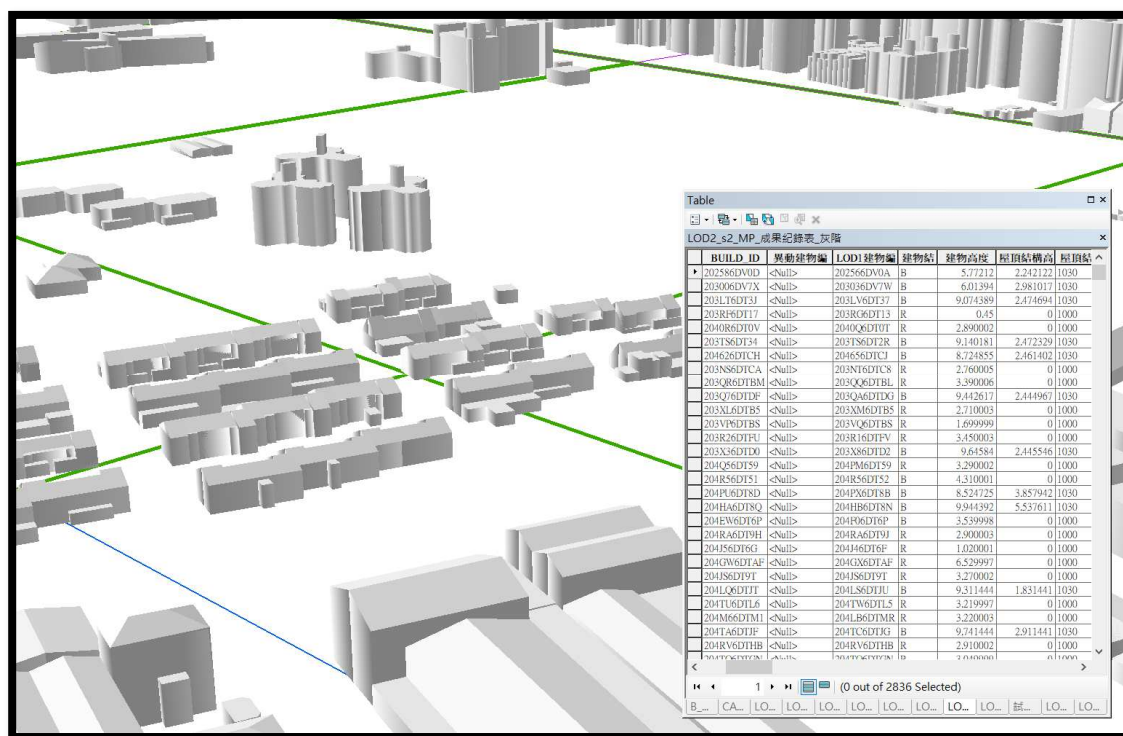 Table
LOD2_s2_MP_成果紀錄表_灰階
BUILD_ID 異動建物編 LOD1建物編 建物結 建物高度 屋頂結構高 屋頂結
202586DV0D <Null> 202566DV0A B 5.77212 2.242122 1030
203006DV7X <Null> 203036DV7W B 6.01394 2.981017 1030
203LT6DT3J <Null> 203LV6DT37 B 9.074389 2.474694 1030
203RF6DT17 <Null> 203RG6DT13 R 0.45 0 1000
2040R6DT0V <Null> 2040Q6DT0T R 2.890002 0 1000
203TS6DT34 <Null> 203TS6DT2R B 9.140181 2.472329 1030
204626DTCH <Null> 204656DTCJ B 8.724855 2.461402 1030
203NS6DTCA <Null> 203NT6DTC8 R 2.760005 0 1000
203QR6DTBM <Null> 203QQ6DTBL R 3.390006 0 1000
203Q76DTDF <Null> 203QA6DTDG B 9.442617 2.444967 1030
203XL6DTB5 <Null> 203XM6DTB5 R 2.710003 0 1000
203VP6DTBS <Null> 203VQ6DTBS R 1.699999 0 1000
203R26DTFU <Null> 203R16DTFV R 3.450003 0 1000
203X36DTD0 <Null> 203X86DTD2 B 9.64584 2.445546 1030
204Q56DT59 <Null> 204PM6DT59 R 3.290002 0 1000
204R56DT51 <Null> 204R56DT52 B 4.310001 0 1000
204PU6DT8D <Null> 204PX6DT8B B 8.524725 3.857942 1030
204HA6DT8Q <Null> 204HB6DT8N B 9.944392 5.537611 1030
204EW6DT6P <Null> 204F06DT6P B 3.539998 0 1000
204RA6DT9H <Null> 204RA6DT9J R 2.900003 0 1000
204J56DT6G <Null> 204J46DT6F R 1.020001 0 1000
204GW6DTAF <Null> 204GX6DTAF R 6.529997 0 1000
204JS6DT9T <Null> 204JS6DT9T R 3.270002 0 1000
204LQ6DTJT <Null> 204LS6DTJU B 9.311444 1.831441 1030
204TU6DTL6 <Null> 204TW6DTL5 R 3.219997 0 1000
204M66DTM1 <Null> 204LB6DTMR R 3.220003 0 1000
204TA6DTJF <Null> 204TC6DTJG B 9.741444 2.911441 1030
204RV6DTHB <Null> 204RV6DTHB R 2.910002 0 1000
1 (0 out of 2836 Selected)
B_... CA... LO... LO... LO... LO... LO... LO... LO... 試... LO... LO...